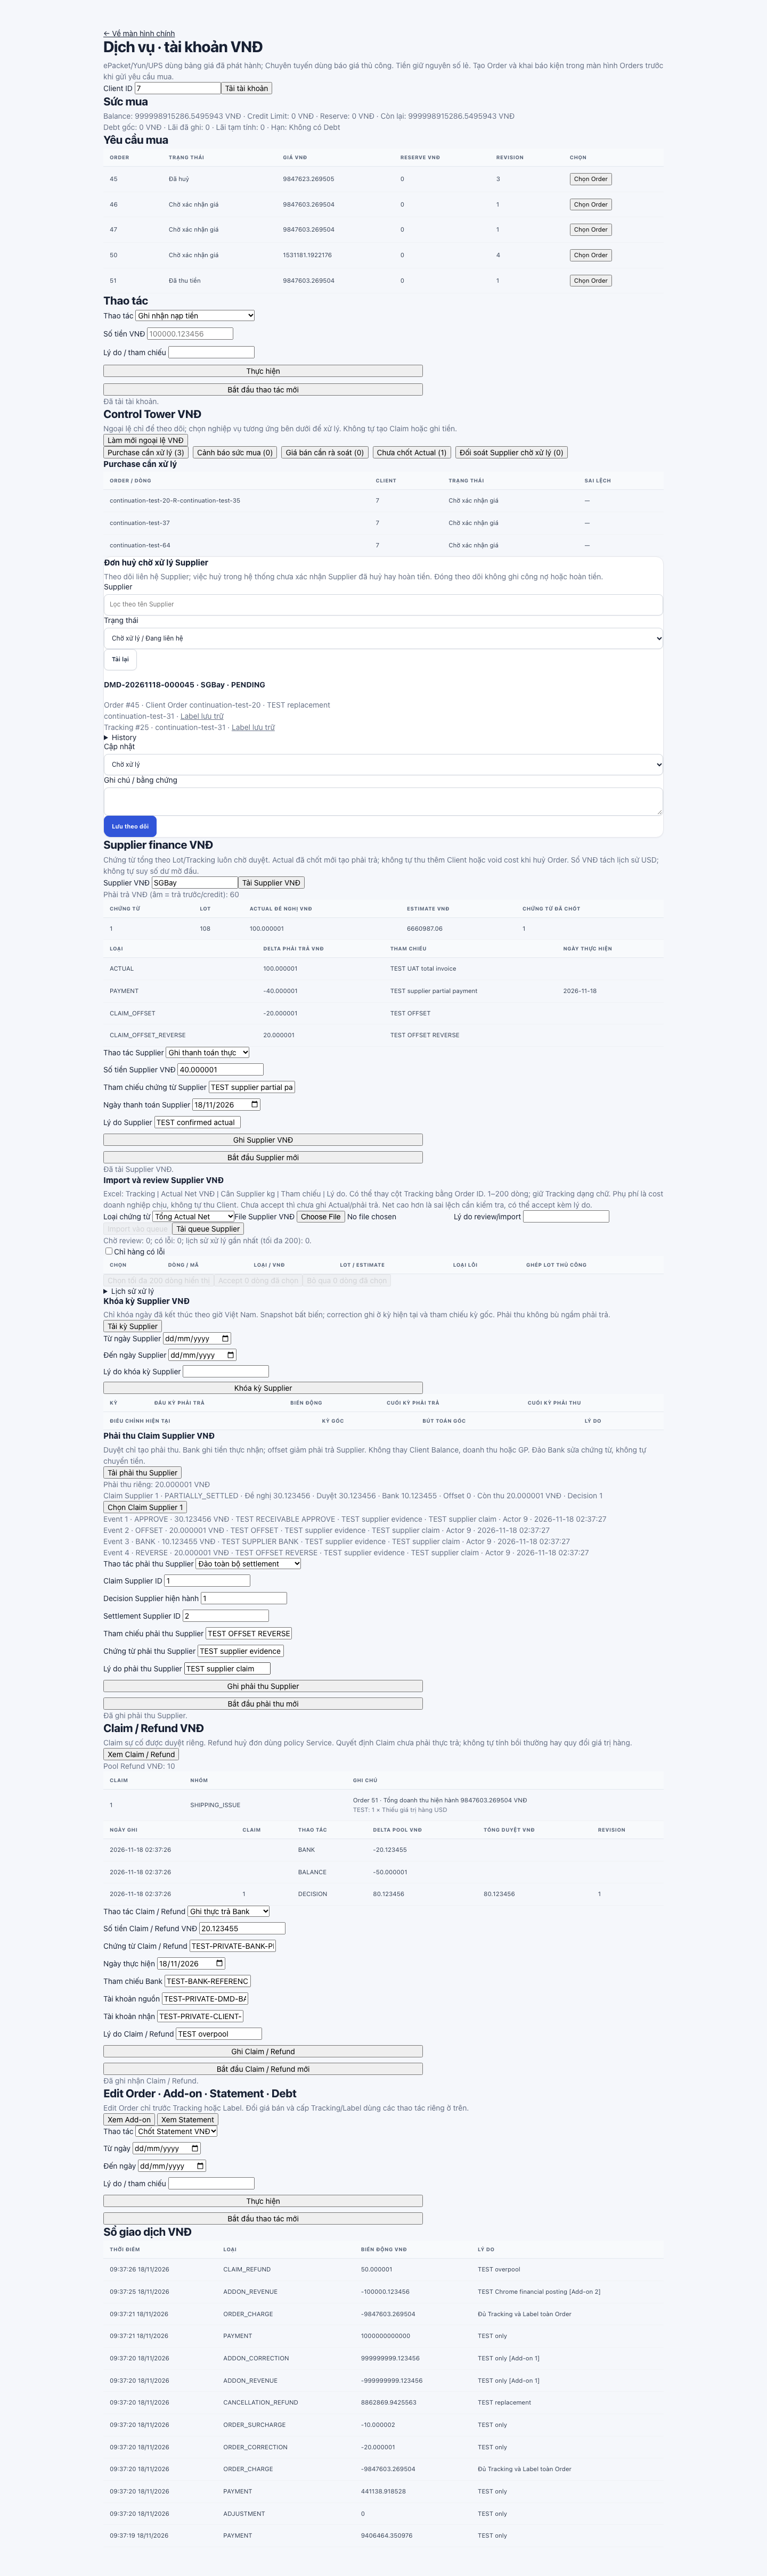 ← Về màn hình chính
Dịch vụ · tài khoản VNĐ
ePacket/Yun/UPS dùng bảng giá đã phát hành; Chuyên tuyến dùng báo giá thủ công. Tiền giữ nguyên số lẻ. Tạo Order và khai báo kiện trong màn hình Orders trước
khi gửi yêu cầu mua.
Client ID 7 Tải tài khoản
Sức mua
Balance: 999998915286.5495943 VNĐ · Credit Limit: 0 VNĐ · Reserve: 0 VNĐ · Còn lại: 999998915286.5495943 VNĐ
Debt gốc: 0 VNĐ · Lãi đã ghi: 0 · Lãi tạm tính: 0 · Hạn: Không có Debt
Yêu cầu mua
ORDER TRẠNG THÁI GIÁ VNĐ RESERVE VNĐ REVISION CHỌN
45 Đã huỷ 9847623.269505 0 3 Chọn Order
46 Chờ xác nhận giá 9847603.269504 0 1 Chọn Order
47 Chờ xác nhận giá 9847603.269504 0 1 Chọn Order
50 Chờ xác nhận giá 1531181.1922176 0 4 Chọn Order
51 Đã thu tiền 9847603.269504 0 1 Chọn Order
Thao tác
Thao tác Ghi nhận nạp tiền
Số tiền VNĐ 100000.123456
Lý do / tham chiếu
Thực hiện
Bắt đầu thao tác mới
Đã tải tài khoản.
Control Tower VNĐ
Ngoại lệ chỉ để theo dõi; chọn nghiệp vụ tương ứng bên dưới để xử lý. Không tự tạo Claim hoặc ghi tiền.
Làm mới ngoại lệ VNĐ
Purchase cần xử lý (3) Cảnh báo sức mua (0) Giá bán cần rà soát (0) Chưa chốt Actual (1) Đối soát Supplier chờ xử lý (0)
Purchase cần xử lý
ORDER / DÒNG CLIENT TRẠNG THÁI SAI LỆCH
continuation-test-20-R-continuation-test-35 7 Chờ xác nhận giá —
continuation-test-37 7 Chờ xác nhận giá —
continuation-test-64 7 Chờ xác nhận giá —
Đơn huỷ chờ xử lý Supplier
Theo dõi liên hệ Supplier; việc huỷ trong hệ thống chưa xác nhận Supplier đã huỷ hay hoàn tiền. Đóng theo dõi không ghi công nợ hoặc hoàn tiền.
Supplier
Lọc theo tên Supplier
Trạng thái
Chờ xử lý / Đang liên hệ
Tải lại
DMD-20261118-000045 · SGBay · PENDING
Order #45 · Client Order continuation-test-20 · TEST replacement
continuation-test-31 · Label lưu trữ
Tracking #25 · continuation-test-31 · Label lưu trữ
▶ History
Cập nhật
Chờ xử lý
Ghi chú / bằng chứng
Lưu theo dõi
Supplier finance VNĐ
Chứng từ tổng theo Lot/Tracking luôn chờ duyệt. Actual đã chốt mới tạo phải trả; không tự thu thêm Client hoặc void cost khi huỷ Order. Số VNĐ tách lịch sử USD;
không tự suy số dư mở đầu.
Supplier VNĐ SGBay Tải Supplier VNĐ
Phải trả VNĐ (âm = trả trước/credit): 60
CHỨNG TỪ LOT ACTUAL ĐỀ NGHỊ VNĐ ESTIMATE VNĐ CHỨNG TỪ ĐÃ CHỐT
1 108 100.000001 6660987.06 1
LOẠI DELTA PHẢI TRẢ VNĐ THAM CHIẾU NGÀY THỰC HIỆN
ACTUAL 100.000001 TEST UAT total invoice
PAYMENT -40.000001 TEST supplier partial payment 2026-11-18
CLAIM_OFFSET -20.000001 TEST OFFSET
CLAIM_OFFSET_REVERSE 20.000001 TEST OFFSET REVERSE
Thao tác Supplier Ghi thanh toán thực
Số tiền Supplier VNĐ 40.000001
Tham chiếu chứng từ Supplier TEST supplier partial pa
Ngày thanh toán Supplier 18/11/2026
Lý do Supplier TEST confirmed actual
Ghi Supplier VNĐ
Bắt đầu Supplier mới
Đã tải Supplier VNĐ.
Import và review Supplier VNĐ
Excel: Tracking | Actual Net VNĐ | Cân Supplier kg | Tham chiếu | Lý do. Có thể thay cột Tracking bằng Order ID. 1–200 dòng; giữ Tracking dạng chữ. Phụ phí là cost
doanh nghiệp chịu, không tự thu Client. Chưa accept thì chưa ghi Actual/phải trả. Net cao hơn là sai lệch cần kiểm tra, có thể accept kèm lý do.
Loại chứng từ Tổng Actual Net File Supplier VNĐ Choose File No file chosen Lý do review/import
Import vào queue Tải queue Supplier
Chờ review: 0; có lỗi: 0; lịch sử xử lý gần nhất (tối đa 200): 0.
Chỉ hàng có lỗi
CHỌN DÒNG / MÃ LOẠI / VNĐ LOT / ESTIMATE LOẠI LỖI GHÉP LOT THỦ CÔNG
Chọn tối đa 200 dòng hiển thị Accept 0 dòng đã chọn Bỏ qua 0 dòng đã chọn
▶ Lịch sử xử lý
Khóa kỳ Supplier VNĐ
Chỉ khóa ngày đã kết thúc theo giờ Việt Nam. Snapshot bất biến; correction ghi ở kỳ hiện tại và tham chiếu kỳ gốc. Phải thu không bù ngầm phải trả.
Tải kỳ Supplier
Từ ngày Supplier dd/mm/yyyy
Đến ngày Supplier dd/mm/yyyy
Lý do khóa kỳ Supplier
Khóa kỳ Supplier
KỲ ĐẦU KỲ PHẢI TRẢ BIẾN ĐỘNG CUỐI KỲ PHẢI TRẢ CUỐI KỲ PHẢI THU
ĐIỀU CHỈNH HIỆN TẠI KỲ GỐC BÚT TOÁN GỐC LÝ DO
Phải thu Claim Supplier VNĐ
Duyệt chỉ tạo phải thu. Bank ghi tiền thực nhận; offset giảm phải trả Supplier. Không thay Client Balance, doanh thu hoặc GP. Đảo Bank sửa chứng từ, không tự
chuyển tiền.
Tải phải thu Supplier
Phải thu riêng: 20.000001 VNĐ
Claim Supplier 1 · PARTIALLY_SETTLED · Đề nghị 30.123456 · Duyệt 30.123456 · Bank 10.123455 · Offset 0 · Còn thu 20.000001 VNĐ · Decision 1
Chọn Claim Supplier 1
Event 1 · APPROVE · 30.123456 VNĐ · TEST RECEIVABLE APPROVE · TEST supplier evidence · TEST supplier claim · Actor 9 · 2026-11-18 02:37:27
Event 2 · OFFSET · 20.000001 VNĐ · TEST OFFSET · TEST supplier evidence · TEST supplier claim · Actor 9 · 2026-11-18 02:37:27
Event 3 · BANK · 10.123455 VNĐ · TEST SUPPLIER BANK · TEST supplier evidence · TEST supplier claim · Actor 9 · 2026-11-18 02:37:27
Event 4 · REVERSE · 20.000001 VNĐ · TEST OFFSET REVERSE · TEST supplier evidence · TEST supplier claim · Actor 9 · 2026-11-18 02:37:27
Thao tác phải thu Supplier Đảo toàn bộ settlement
Claim Supplier ID 1
Decision Supplier hiện hành 1
Settlement Supplier ID 2
Tham chiếu phải thu Supplier TEST OFFSET REVERSE
Chứng từ phải thu Supplier TEST supplier evidence
Lý do phải thu Supplier TEST supplier claim
Ghi phải thu Supplier
Bắt đầu phải thu mới
Đã ghi phải thu Supplier.
Claim / Refund VNĐ
Claim sự cố được duyệt riêng. Refund huỷ đơn dùng policy Service. Quyết định Claim chưa phải thực trả; không tự tính bồi thường hay quy đổi giá trị hàng.
Xem Claim / Refund
Pool Refund VNĐ: 10
CLAIM NHÓM GHI CHÚ
1 SHIPPING_ISSUE Order 51 · Tổng doanh thu hiện hành 9847603.269504 VNĐ
TEST: 1 × Thiếu giá trị hàng USD
NGÀY GHI CLAIM THAO TÁC DELTA POOL VNĐ TỔNG DUYỆT VNĐ REVISION
2026-11-18 02:37:26 BANK -20.123455
2026-11-18 02:37:26 BALANCE -50.000001
2026-11-18 02:37:26 1 DECISION 80.123456 80.123456 1
Thao tác Claim / Refund Ghi thực trả Bank
Số tiền Claim / Refund VNĐ 20.123455
Chứng từ Claim / Refund TEST-PRIVATE-BANK-P
Ngày thực hiện 18/11/2026
Tham chiếu Bank TEST-BANK-REFERENC
Tài khoản nguồn TEST-PRIVATE-DMD-BA
Tài khoản nhận TEST-PRIVATE-CLIENT-
Lý do Claim / Refund TEST overpool
Ghi Claim / Refund
Bắt đầu Claim / Refund mới
Đã ghi nhận Claim / Refund.
Edit Order · Add-on · Statement · Debt
Edit Order chỉ trước Tracking hoặc Label. Đổi giá bán và cấp Tracking/Label dùng các thao tác riêng ở trên.
Xem Add-on Xem Statement
Thao tác Chốt Statement VNĐ
Từ ngày dd/mm/yyyy
Đến ngày dd/mm/yyyy
Lý do / tham chiếu
Thực hiện
Bắt đầu thao tác mới
Sổ giao dịch VNĐ
THỜI ĐIỂM LOẠI BIẾN ĐỘNG VNĐ LÝ DO
09:37:26 18/11/2026 CLAIM_REFUND 50.000001 TEST overpool
09:37:25 18/11/2026 ADDON_REVENUE -100000.123456 TEST Chrome financial posting [Add-on 2]
09:37:21 18/11/2026 ORDER_CHARGE -9847603.269504 Đủ Tracking và Label toàn Order
09:37:21 18/11/2026 PAYMENT 1000000000000 TEST only
09:37:20 18/11/2026 ADDON_CORRECTION 999999999.123456 TEST only [Add-on 1]
09:37:20 18/11/2026 ADDON_REVENUE -999999999.123456 TEST only [Add-on 1]
09:37:20 18/11/2026 CANCELLATION_REFUND 8862869.9425563 TEST replacement
09:37:20 18/11/2026 ORDER_SURCHARGE -10.000002 TEST only
09:37:20 18/11/2026 ORDER_CORRECTION -20.000001 TEST only
09:37:20 18/11/2026 ORDER_CHARGE -9847603.269504 Đủ Tracking và Label toàn Order
09:37:20 18/11/2026 PAYMENT 441138.918528 TEST only
09:37:20 18/11/2026 ADJUSTMENT 0 TEST only
09:37:19 18/11/2026 PAYMENT 9406464.350976 TEST only